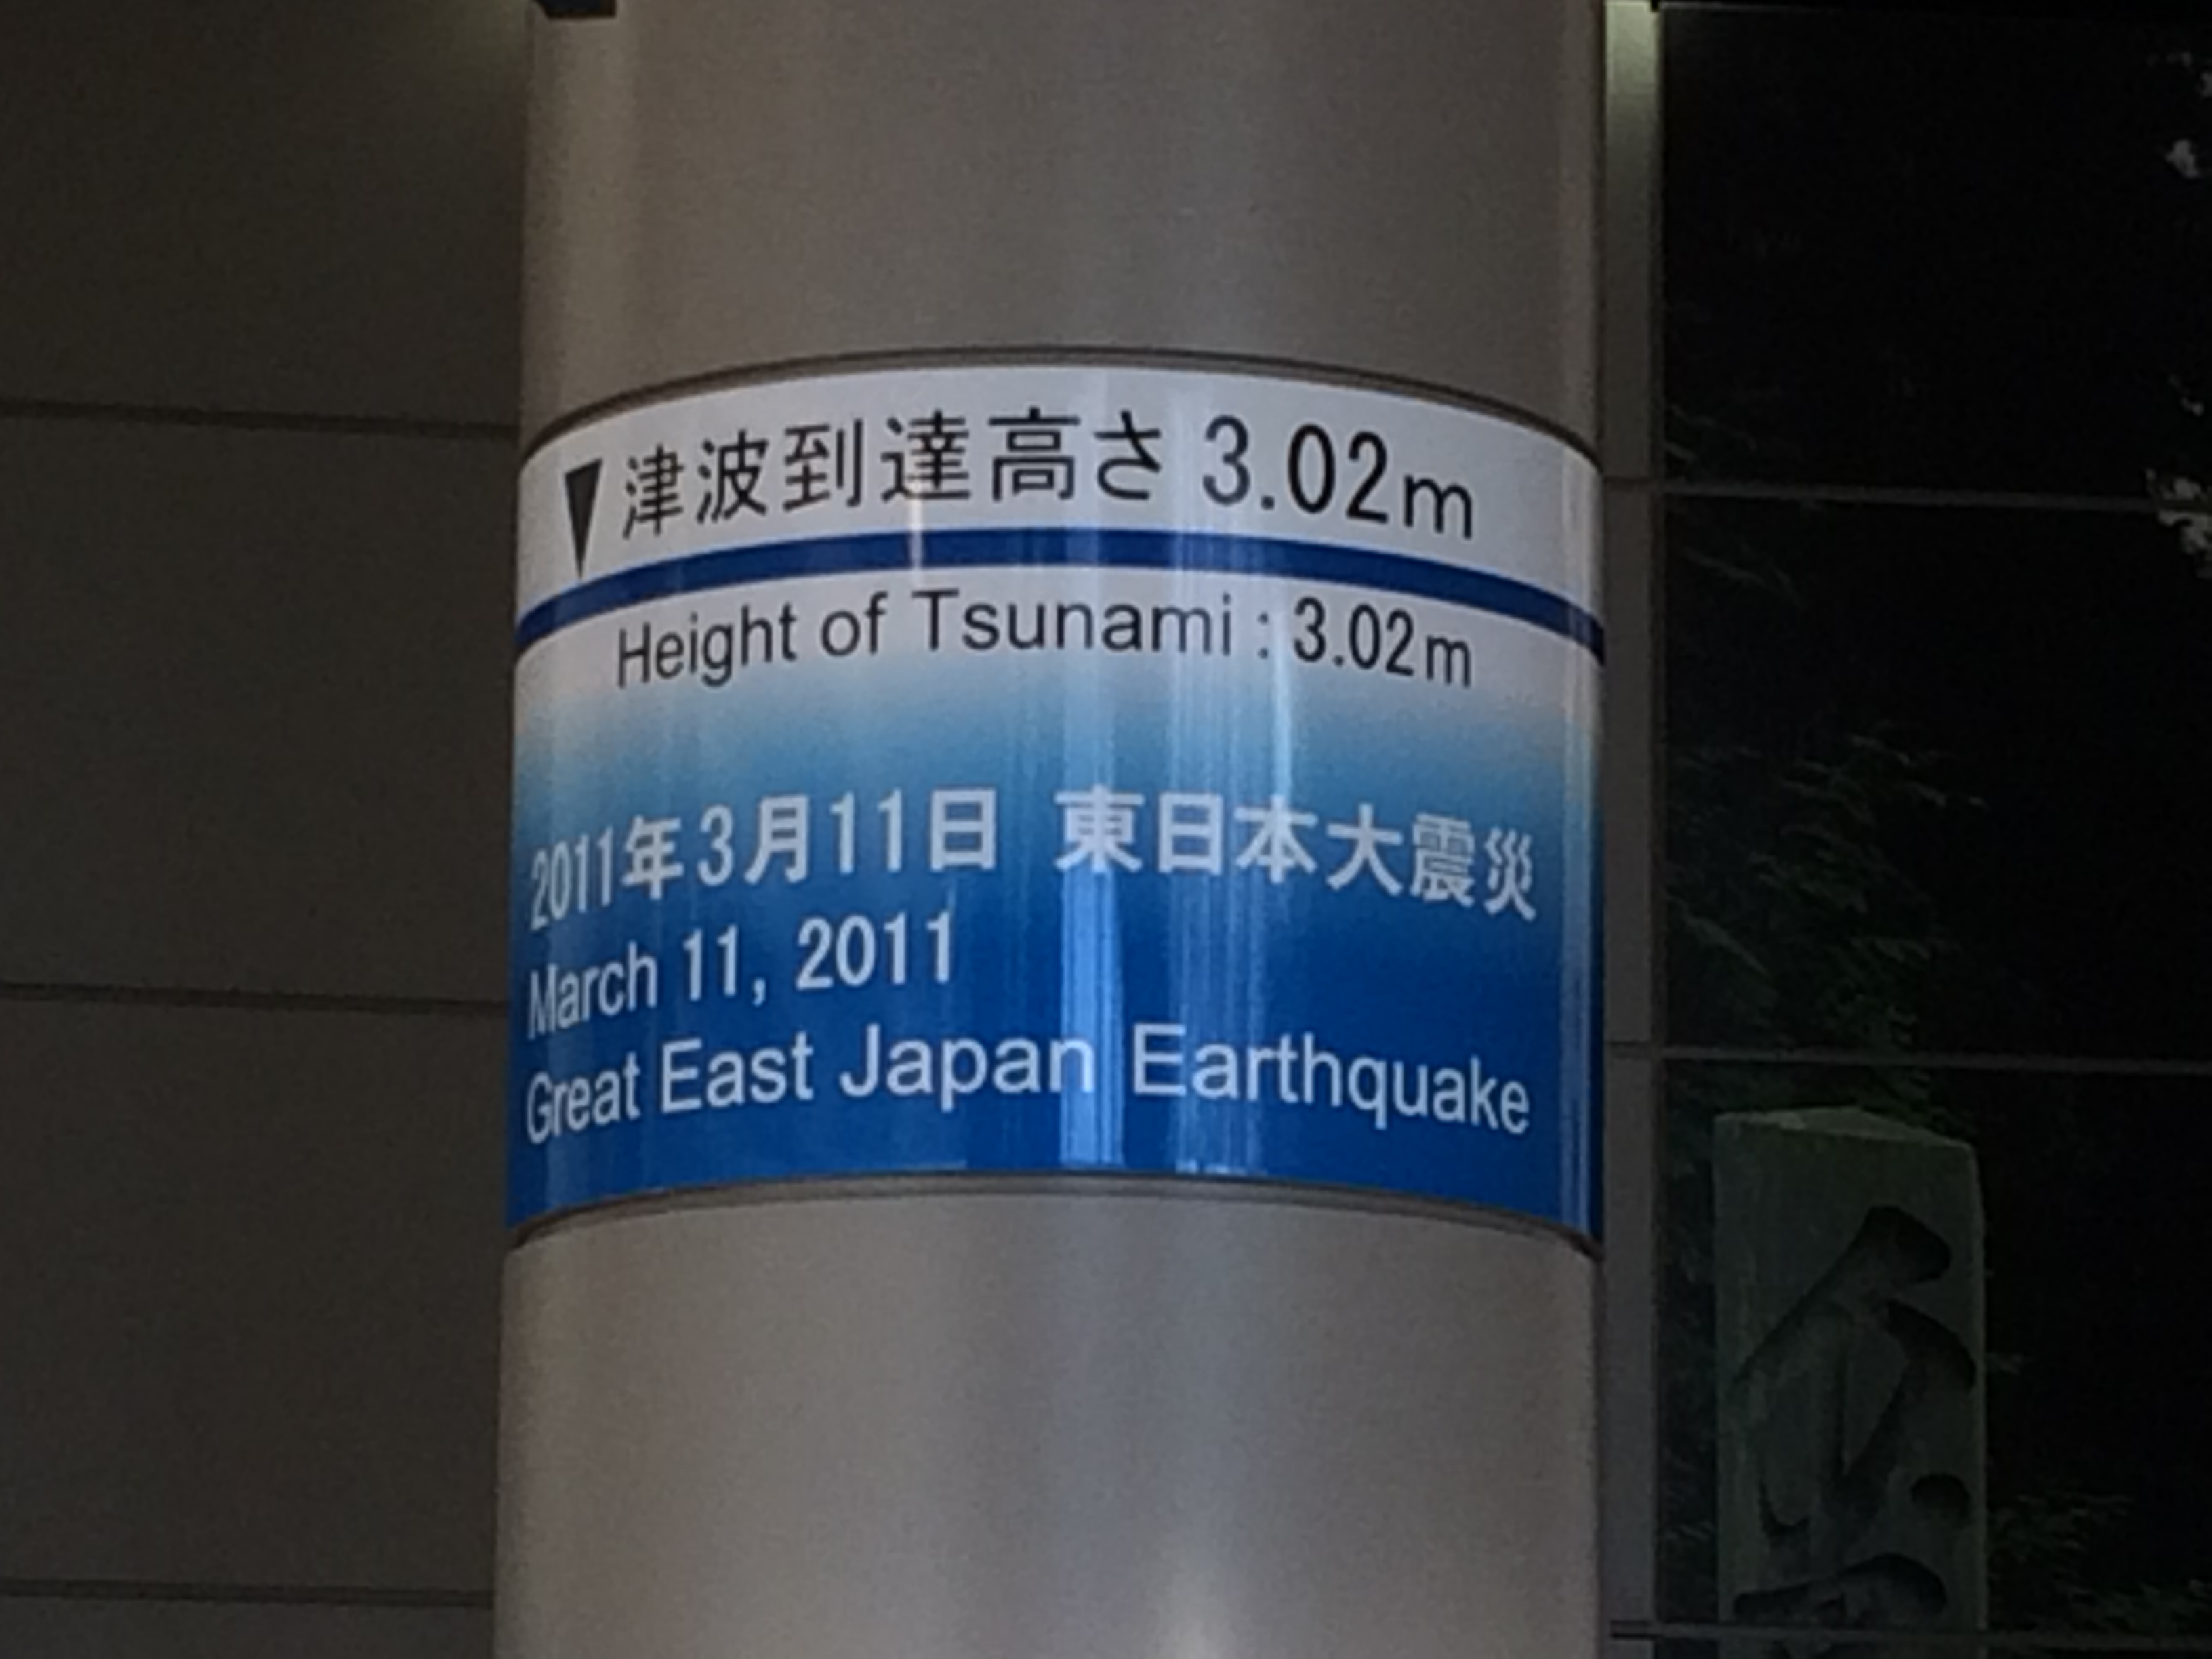 ▼津波到達高さ 3.02m
Height of Tsunami : 3.02m
2011年3月11日 東日本大震災
March 11, 2011
Great East Japan Earthquake